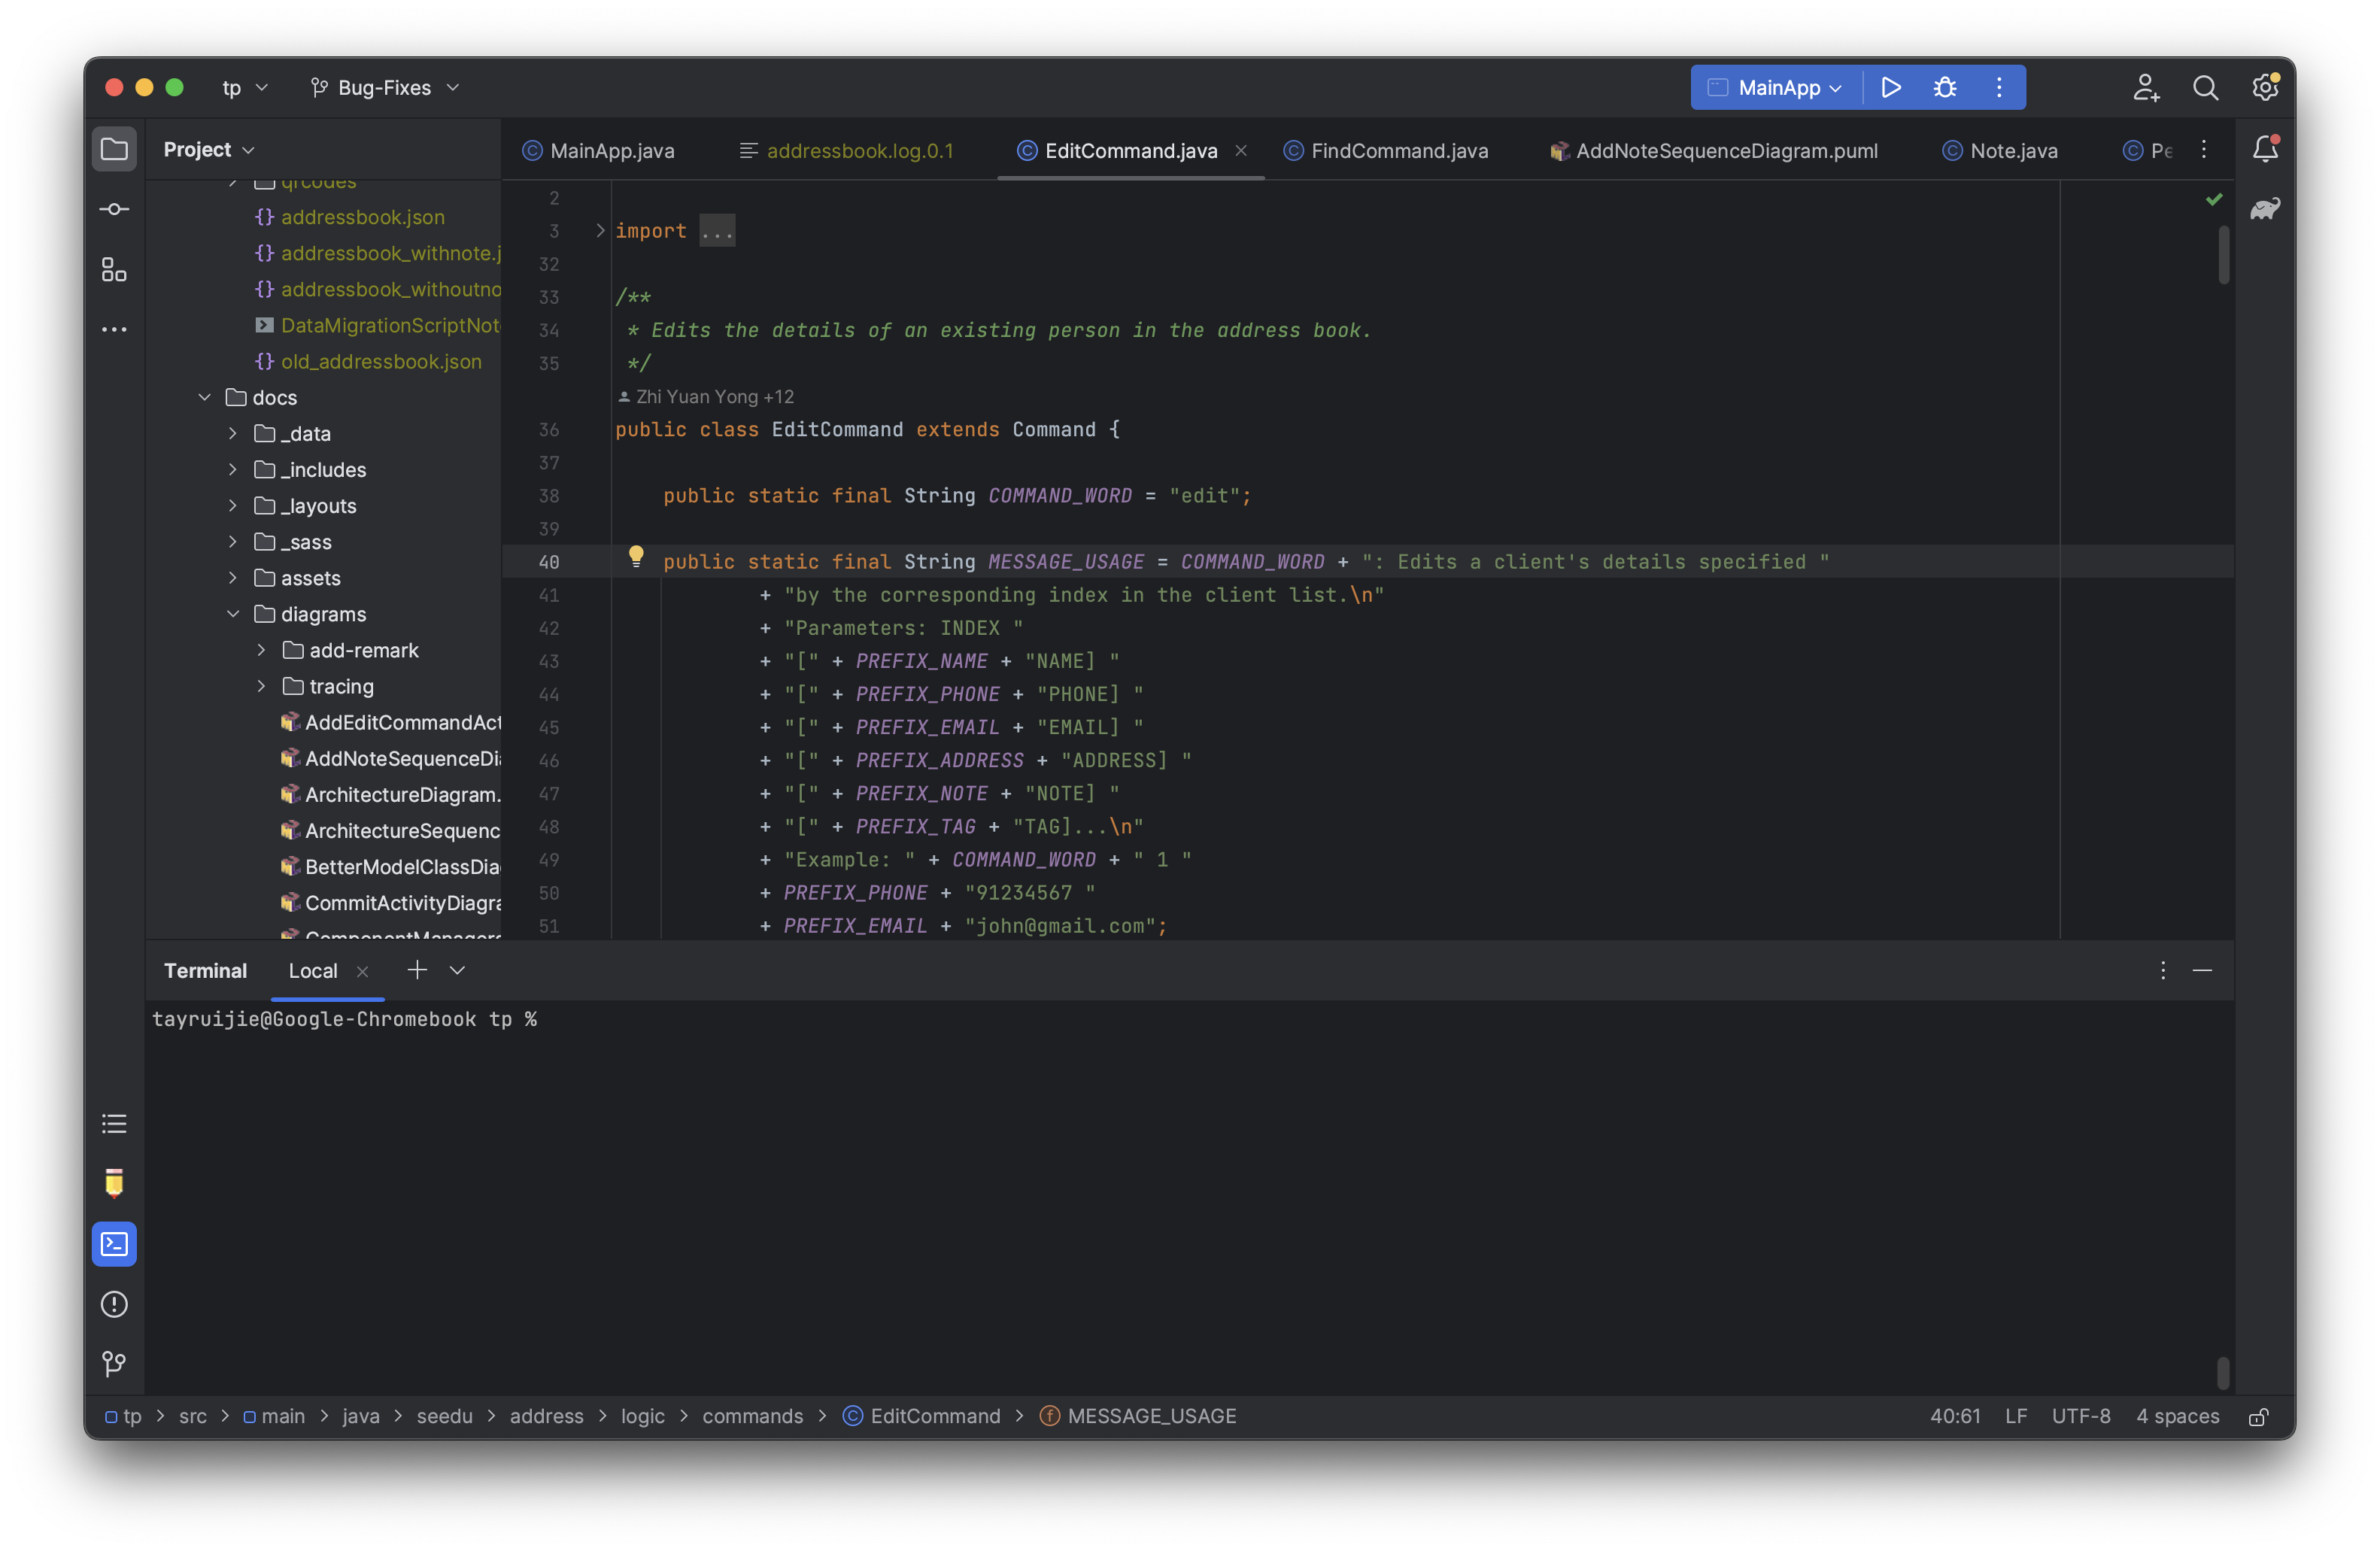 tp
Bug-Fixes
MainApp
Project
MainApp.java
addressbook.log.0.1
EditCommand.java
FindCommand.java
AddNoteSequenceDiagram.puml
Note.java
Pe
qrcodes
addressbook.json
addressbook_withnote.j
addressbook_withoutno
DataMigrationScriptNot
old_addressbook.json
docs
_data
_includes
_layouts
_sass
assets
diagrams
add-remark
tracing
AddEditCommandAct
AddNoteSequenceDia
ArchitectureDiagram.
ArchitectureSequenc
BetterModelClassDia
CommitActivityDiagra
ComponentManagers
2
3 import ...
32
33 /**
34 * Edits the details of an existing person in the address book.
35 */
Zhi Yuan Yong +12
36 public class EditCommand extends Command {
37
38 public static final String COMMAND_WORD = "edit";
39
40 public static final String MESSAGE_USAGE = COMMAND_WORD + ": Edits a client's details specified "
41 + "by the corresponding index in the client list.\n"
42 + "Parameters: INDEX "
43 + "[" + PREFIX_NAME + "NAME] "
44 + "[" + PREFIX_PHONE + "PHONE] "
45 + "[" + PREFIX_EMAIL + "EMAIL] "
46 + "[" + PREFIX_ADDRESS + "ADDRESS] "
47 + "[" + PREFIX_NOTE + "NOTE] "
48 + "[" + PREFIX_TAG + "TAG]...\n"
49 + "Example: " + COMMAND_WORD + " 1 "
50 + PREFIX_PHONE + "91234567 "
51 + PREFIX_EMAIL + "john@gmail.com";
Terminal Local
tayruijie@Google-Chromebook tp %
tp > src > main > java > seedu > address > logic > commands > EditCommand > MESSAGE_USAGE
40:61 LF UTF-8 4 spaces